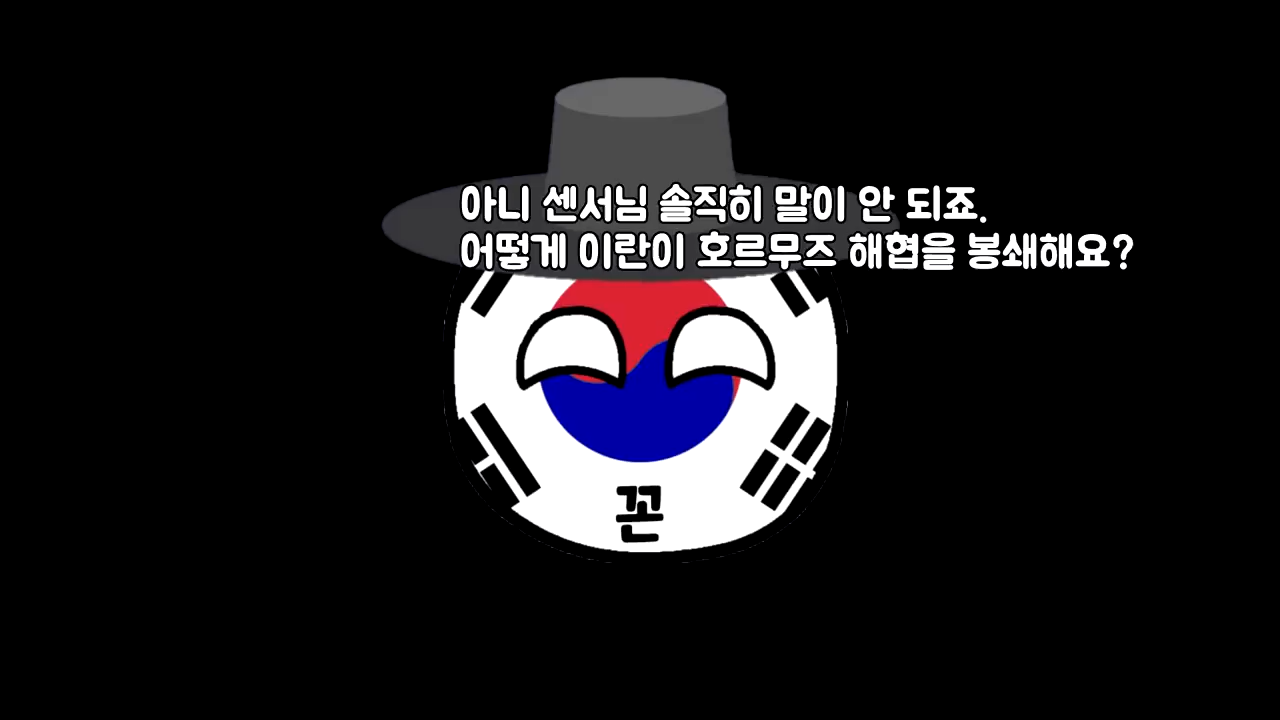 아니 센서님 솔직히 말이 안 되죠.
어떻게 이란이 호르무즈 해협을 봉쇄해요?
꼰